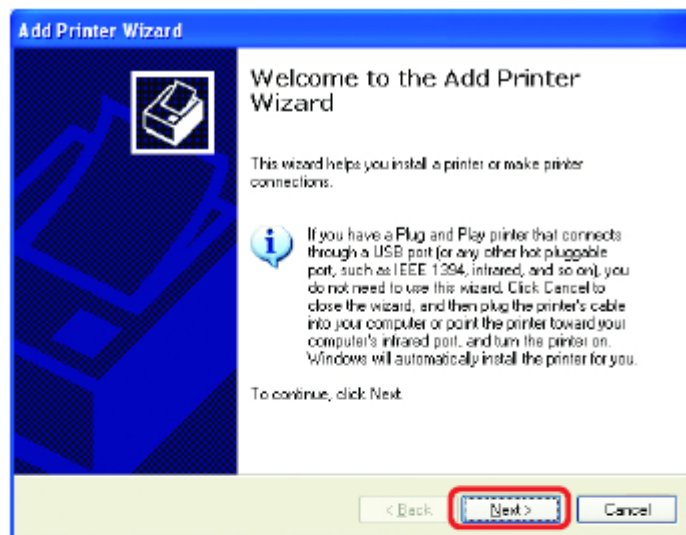 Add Printer Wizard
Welcome to the Add Printer
Wizard
This wizard helps you install a printer or make printer
connections.
If you have a Plug and Play printer that connects
through a USB port (or any other hot pluggable
port, such as IEEE 1394, infrared, and so on), you
do not need to use this wizard. Click Cancel to
close the wizard, and then plug the printer's cable
into your computer or point the printer toward your
computer's infrared port, and turn the printer on.
Windows will automatically install the printer for you.
To continue, click Next.
< Back
Next >
Cancel